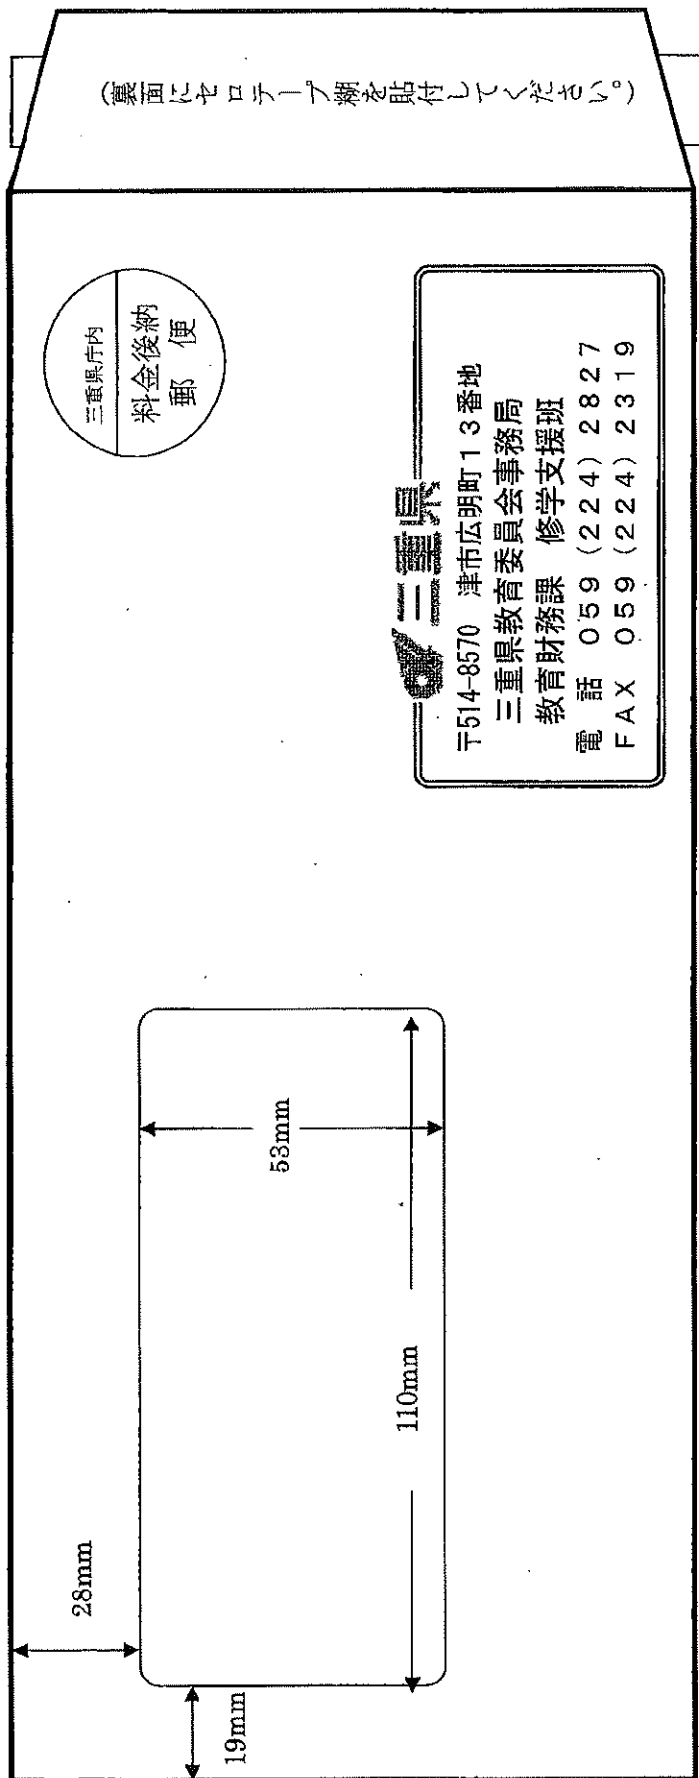 (裏面にセロテープ糊を貼付してください。)
三重県庁内
料金後納
郵 便
三重県
〒514-8570 津市広明町13番地
三重県教育委員会事務局
教育財務課 修学支援班
電 話 059(224)2827
FAX 059(224)2319
53mm
110mm
28mm
19mm